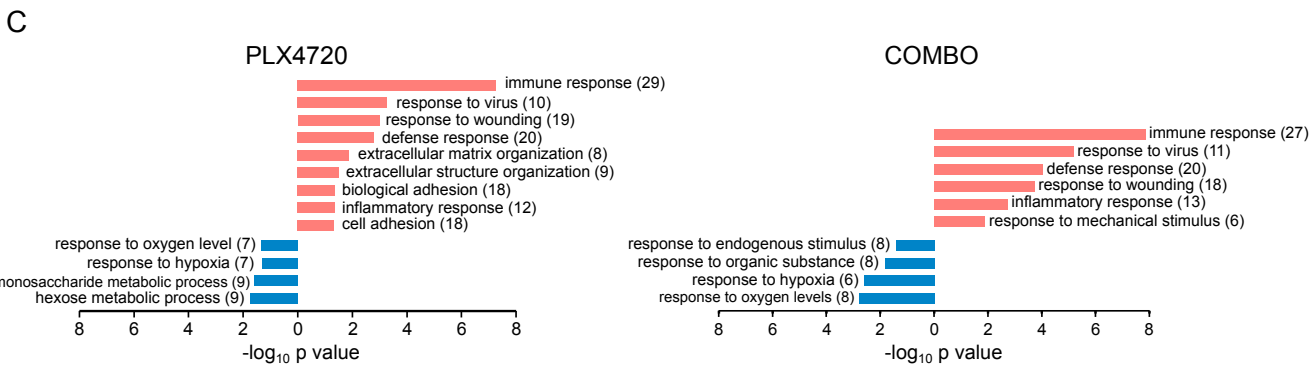 C
PLX4720
immune response (29)
response to virus (10)
response to wounding (19)
defense response (20)
extracellular matrix organization (8)
extracellular structure organization (9)
biological adhesion (18)
inflammatory response (12)
cell adhesion (18)
response to oxygen level (7)
response to hypoxia (7)
monosaccharide metabolic process (9)
hexose metabolic process (9)
8 6 4 2 0 2 4 6 8
-log10 p value
COMBO
immune response (27)
response to virus (11)
defense response (20)
response to wounding (18)
inflammatory response (13)
response to mechanical stimulus (6)
response to endogenous stimulus (8)
response to organic substance (8)
response to hypoxia (6)
response to oxygen levels (8)
8 6 4 2 0 2 4 6 8
-log10 p value